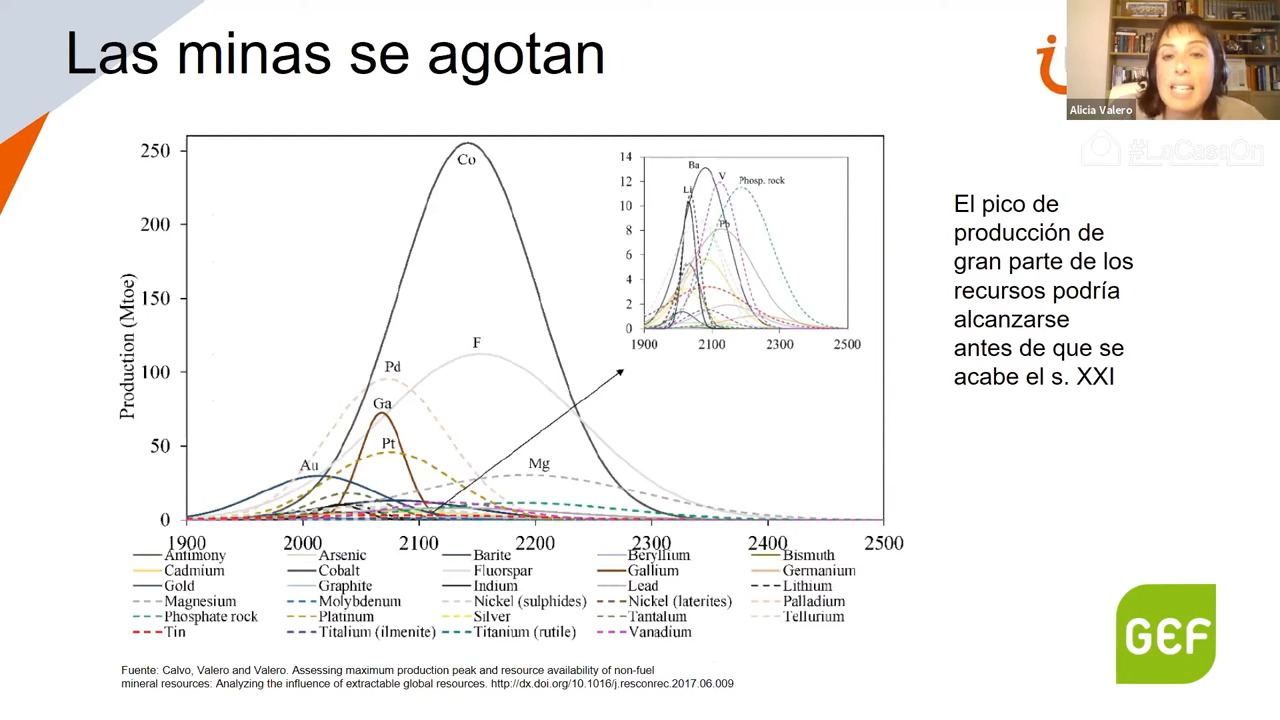 Las minas se agotan
Alicia Valero
#LaCasaOn
El pico de
producción de
gran parte de los
recursos podría
alcanzarse
antes de que se
acabe el s. XXI
Production (Mtoe)
250
200
150
100
50
0
1900 2000 2100 2200 2300 2400 2500
Co
F
Pd
Ga
Pt
Au
Mg
14
12
10
8
6
4
2
0
1900 2100 2300 2500
Ba
V
Phosp. rock
Li
Pb
Antimony Arsenic Barite Beryllium Bismuth
Cadmium Cobalt Fluorspar Gallium Germanium
Gold Graphite Indium Lead Lithium
Magnesium Molybdenum Nickel (sulphides) Nickel (laterites) Palladium
Phosphate rock Platinum Silver Tantalum Tellurium
Tin Titalium (ilmenite) Titanium (rutile) Vanadium
Fuente: Calvo, Valero and Valero. Assessing maximum production peak and resource availability of non-fuel
mineral resources: Analyzing the influence of extractable global resources. http://dx.doi.org/10.1016/j.resconrec.2017.06.009
GEF